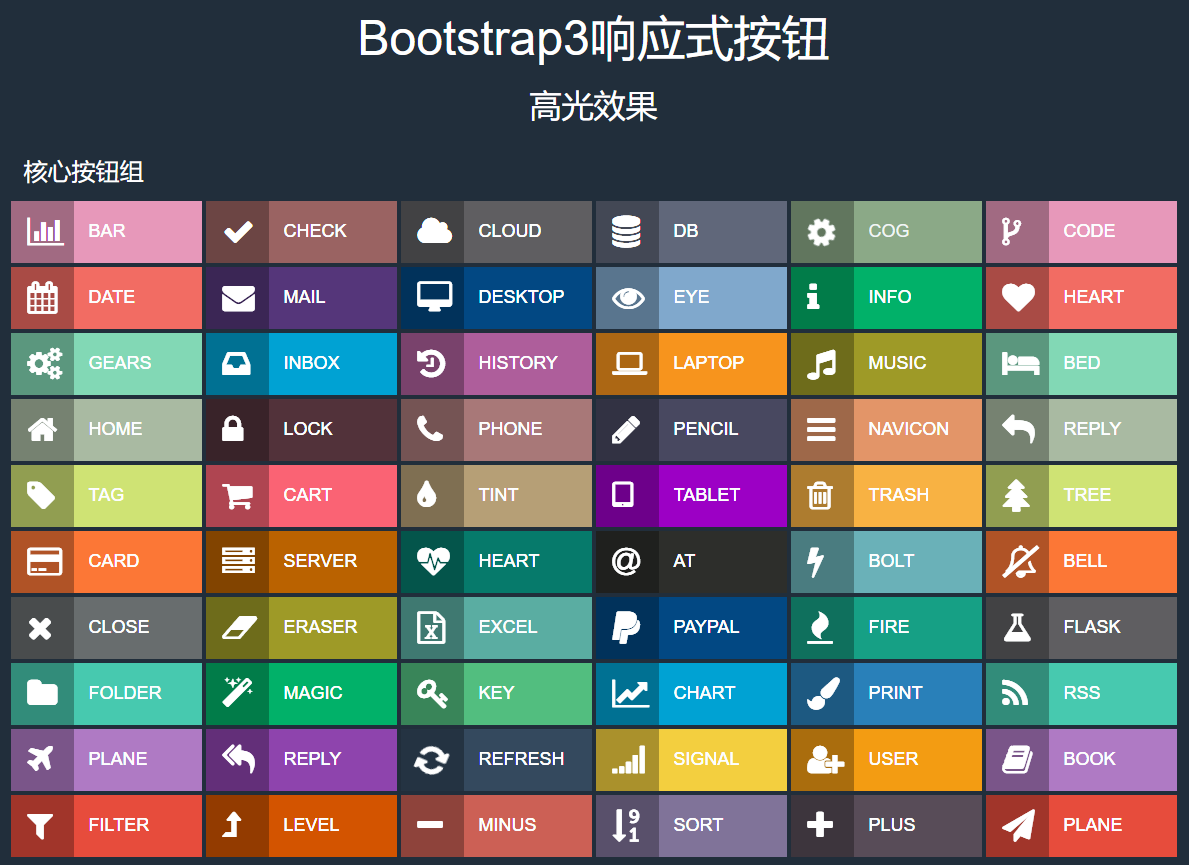 Bootstrap3响应式按钮
高光效果
核心按钮组
BAR CHECK CLOUD DB COG CODE
DATE MAIL DESKTOP EYE INFO HEART
GEARS INBOX HISTORY LAPTOP MUSIC BED
HOME LOCK PHONE PENCIL NAVICON REPLY
TAG CART TINT TABLET TRASH TREE
CARD SERVER HEART @ AT BOLT BELL
CLOSE ERASER X EXCEL PAYPAL FIRE FLASK
FOLDER MAGIC KEY CHART PRINT RSS
PLANE REPLY REFRESH SIGNAL USER BOOK
FILTER LEVEL MINUS 9 1 SORT PLUS PLANE